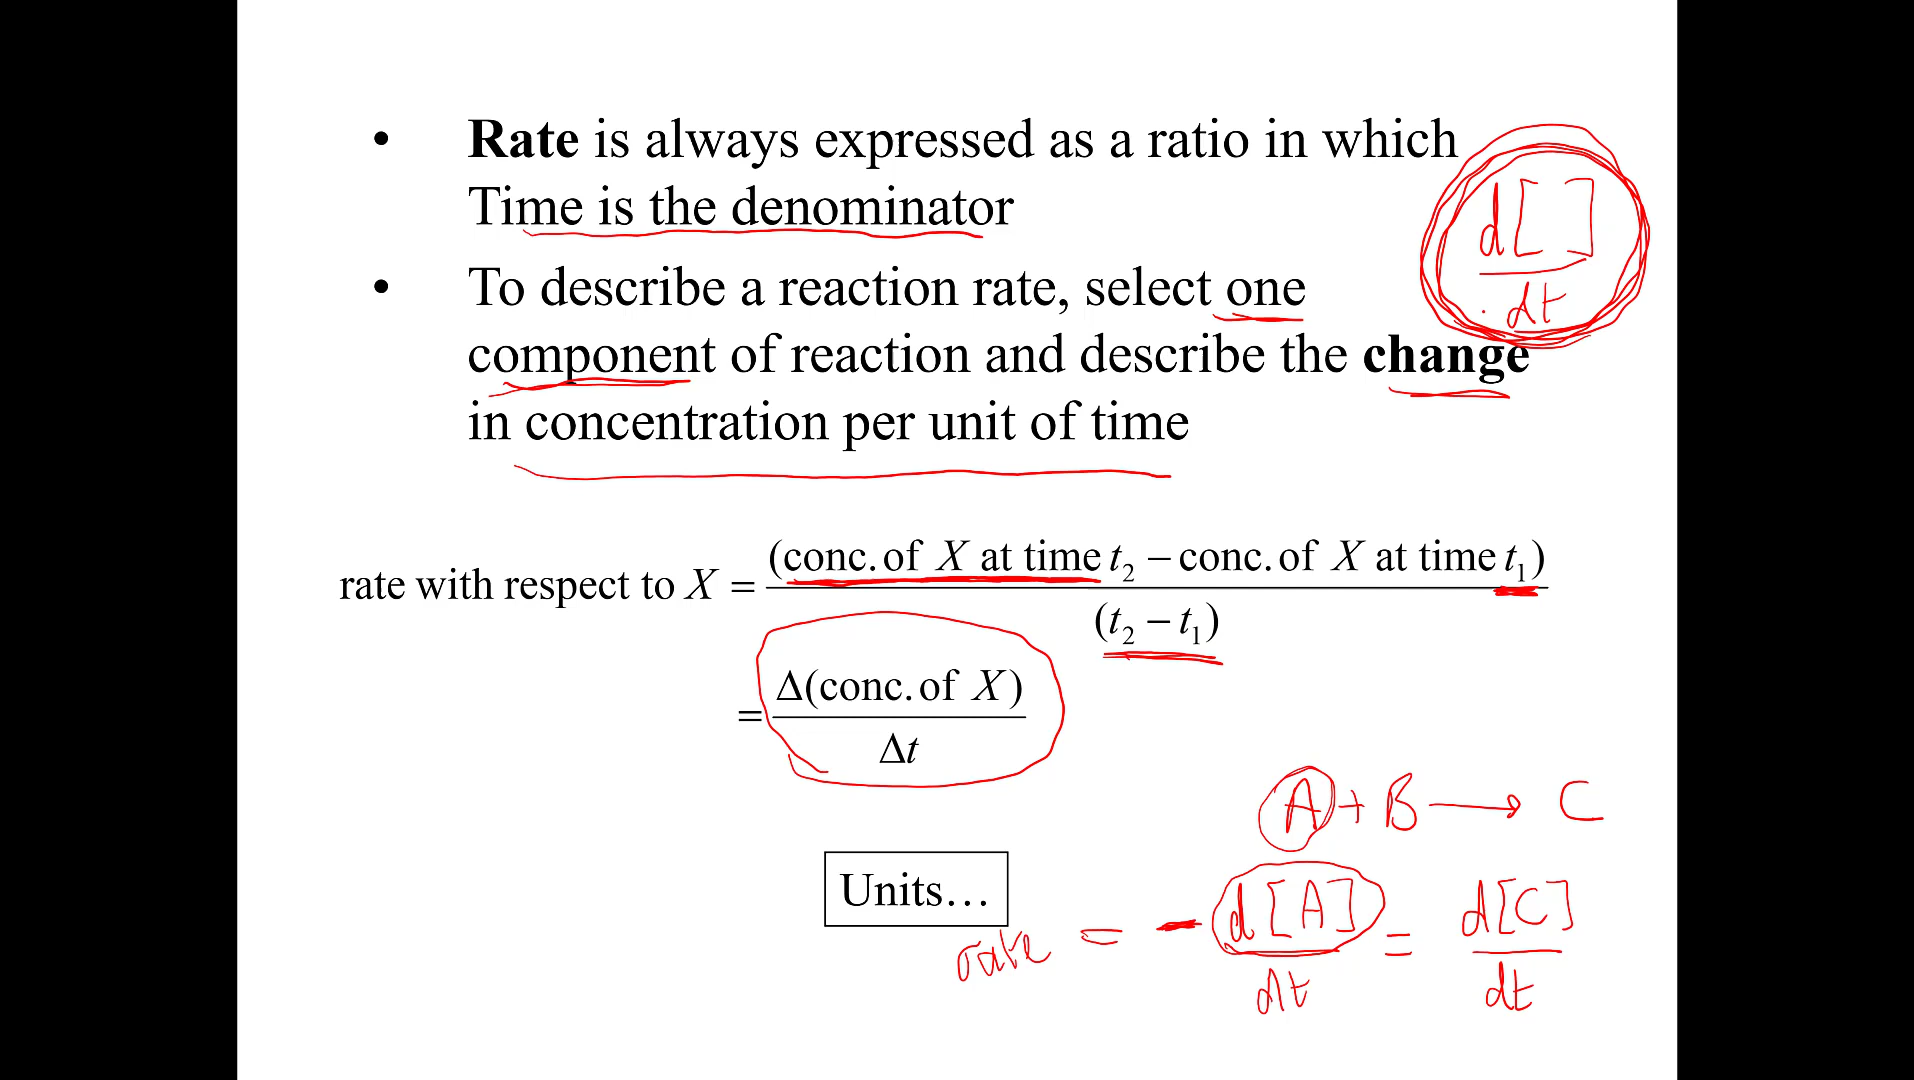 • Rate is always expressed as a ratio in which
Time is the denominator
d[ ]
dt
• To describe a reaction rate, select one
component of reaction and describe the change
in concentration per unit of time
rate with respect to X = (conc. of X at time t₂ − conc. of X at time t₁)
(t₂ − t₁)
= Δ(conc. of X)
Δt
A + B ⟶ C
Units…
rate = - d[A] = d[C]
dt dt